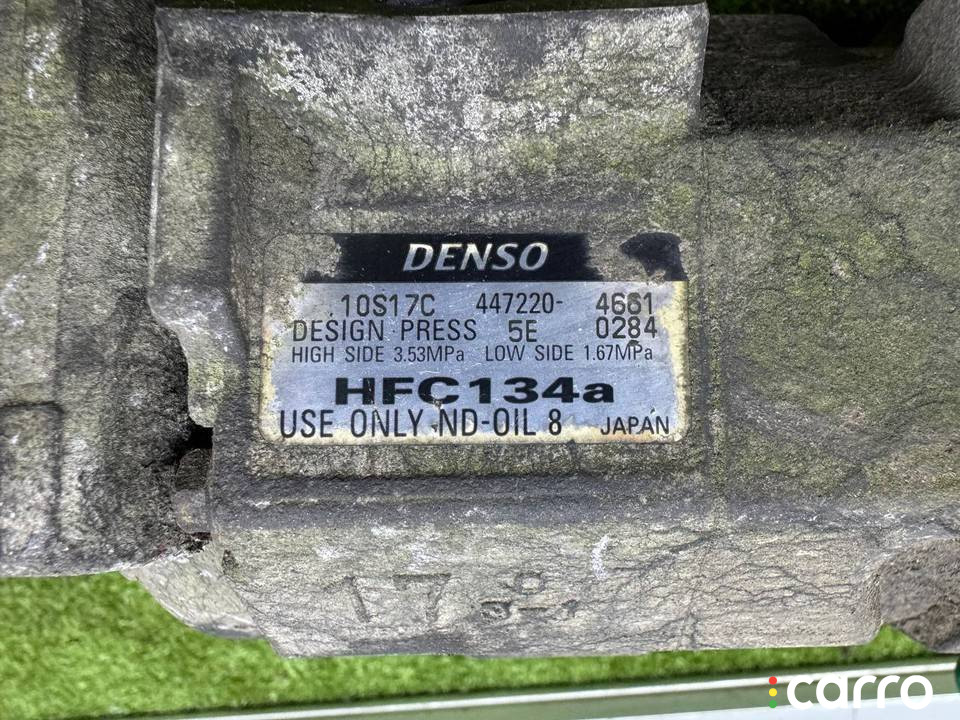 DENSO
10S17C 447220- 4661
DESIGN PRESS 5E 0284
HIGH SIDE 3.53MPa LOW SIDE 1.67MPa
HFC134a
USE ONLY ND-OIL 8 JAPAN
17
carro